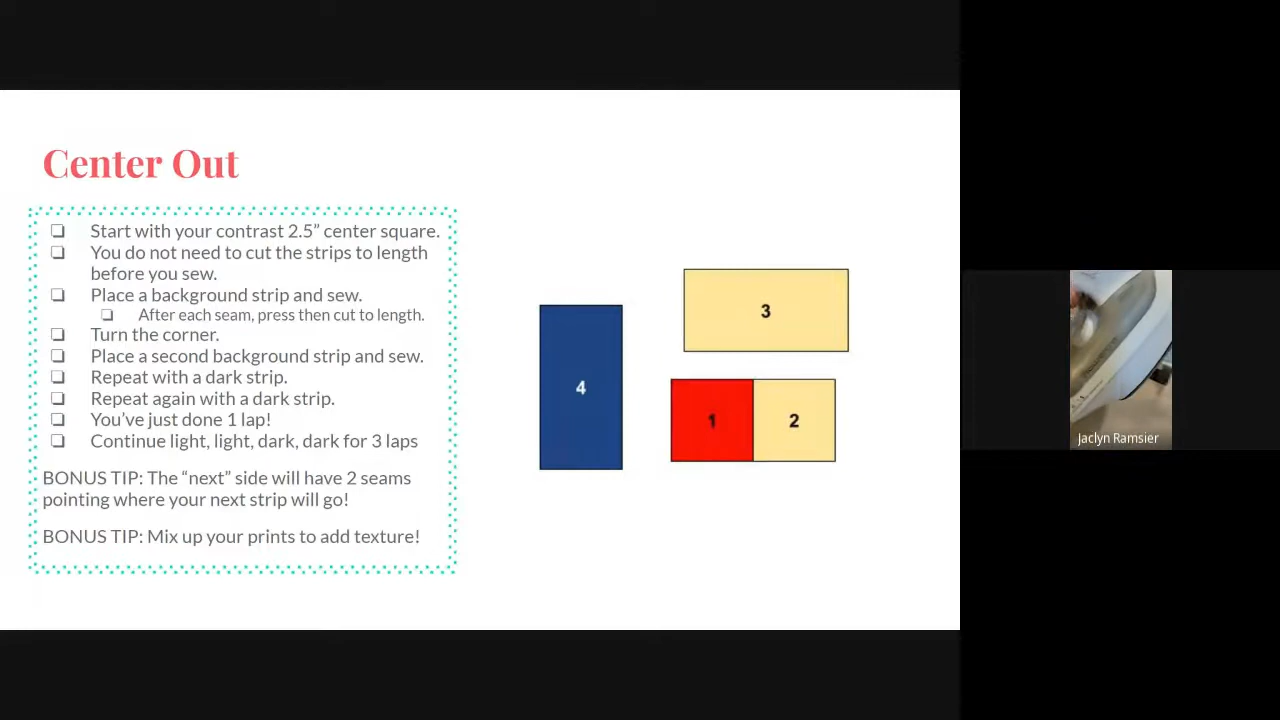 Center Out
❏ Start with your contrast 2.5” center square.
❏ You do not need to cut the strips to length
before you sew.
❏ Place a background strip and sew.
❏ After each seam, press then cut to length.
❏ Turn the corner.
❏ Place a second background strip and sew.
❏ Repeat with a dark strip.
❏ Repeat again with a dark strip.
❏ You’ve just done 1 lap!
❏ Continue light, light, dark, dark for 3 laps
BONUS TIP: The “next” side will have 2 seams
pointing where your next strip will go!
BONUS TIP: Mix up your prints to add texture!
3
4
1
2
Jaclyn Ramsier